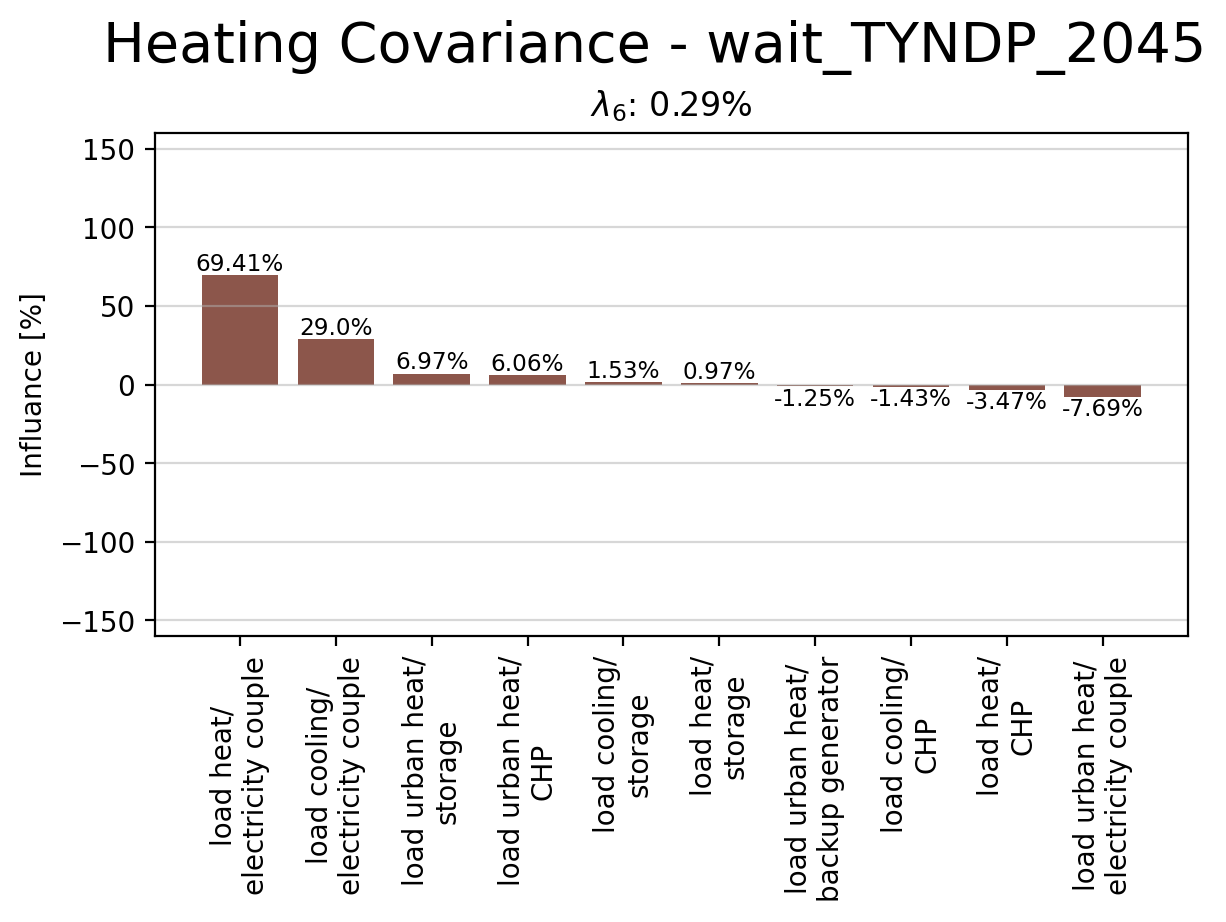 Heating Covariance - wait_TYNDP_2045
λ6: 0.29%
Influance [%]
150
100
50
0
−50
−100
−150
69.41%
29.0%
6.97%
6.06%
1.53%
0.97%
-1.25%
-1.43%
-3.47%
-7.69%
load heat/
electricity couple
load cooling/
electricity couple
load urban heat/
storage
load urban heat/
CHP
load cooling/
storage
load heat/
storage
load urban heat/
backup generator
load cooling/
CHP
load heat/
CHP
load urban heat/
electricity couple